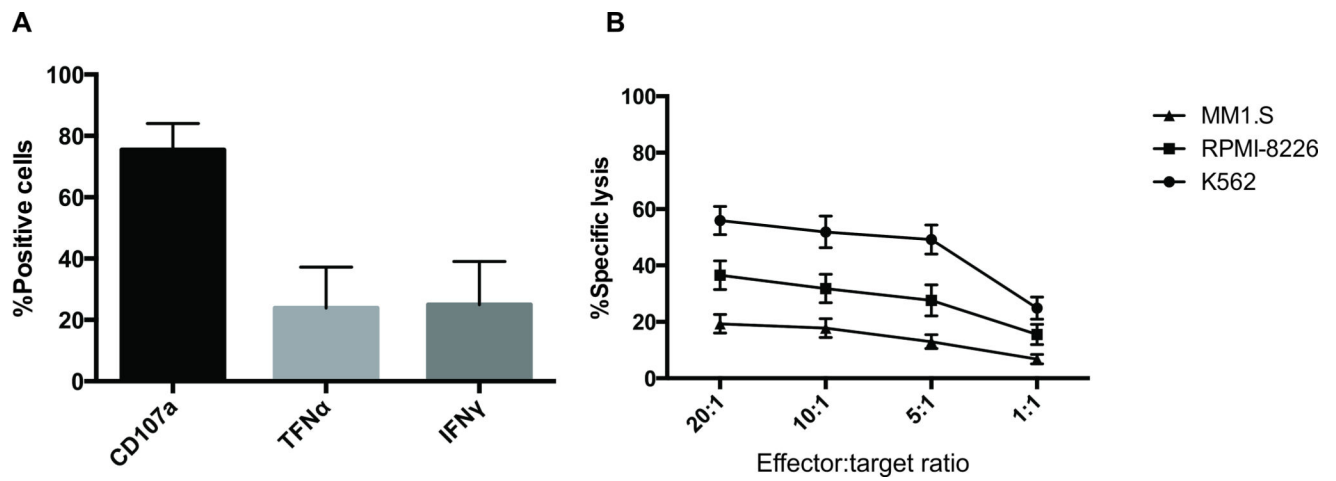 A
%Positive cells
100
80
60
40
20
0
CD107a
TFNα
IFNγ
B
%Specific lysis
100
80
60
40
20
0
20:1
10:1
5:1
1:1
Effector:target ratio
MM1.S
RPMI-8226
K562